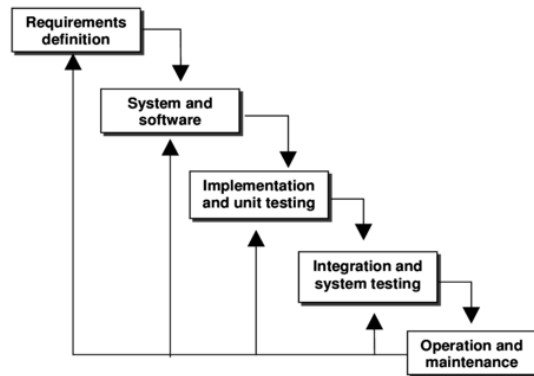 Requirements
definition
System and
software
Implementation
and unit testing
Integration and
system testing
Operation and
maintenance